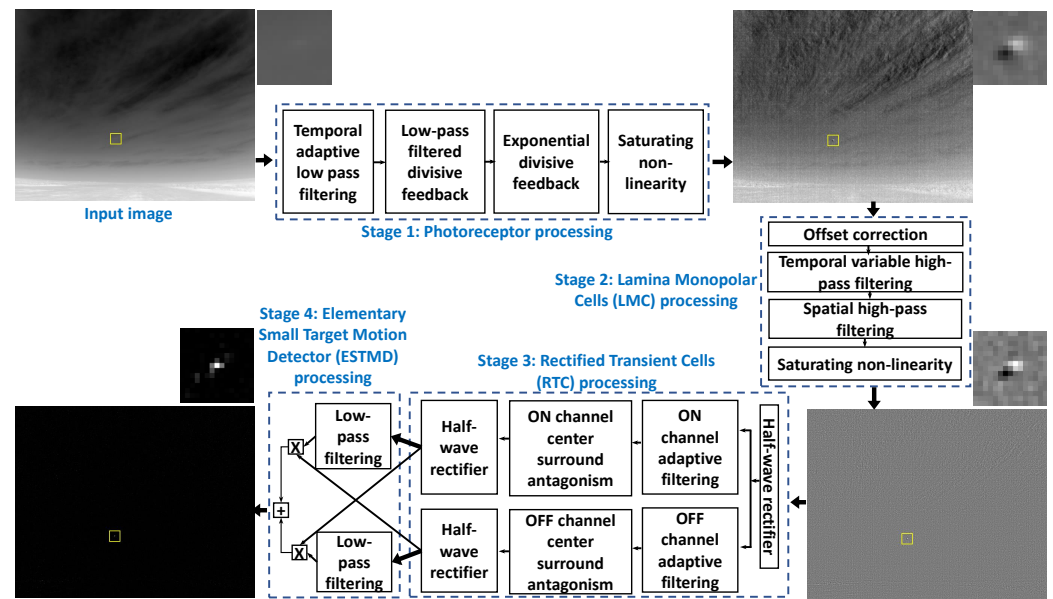 Input image
Temporal
adaptive
low pass
filtering
Low-pass
filtered
divisive
feedback
Exponential
divisive
feedback
Saturating
non-
linearity
Stage 1: Photoreceptor processing
Offset correction
Temporal variable high-
pass filtering
Spatial high-pass
filtering
Saturating non-linearity
Stage 2: Lamina Monopolar
Cells (LMC) processing
Stage 3: Rectified Transient Cells
(RTC) processing
Half-wave rectifier
ON
channel
adaptive
filtering
ON channel
center
surround
antagonism
Half-
wave
rectifier
OFF
channel
adaptive
filtering
OFF channel
center
surround
antagonism
Half-
wave
rectifier
Stage 4: Elementary
Small Target Motion
Detector (ESTMD)
processing
Low-
pass
filtering
X
+
X
Low-
pass
filtering